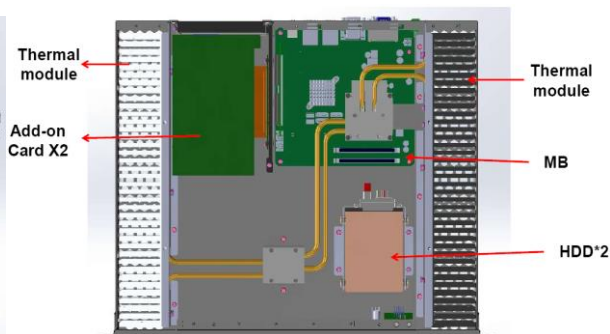 Thermal
module
Add-on
Card X2
Thermal
module
MB
HDD*2